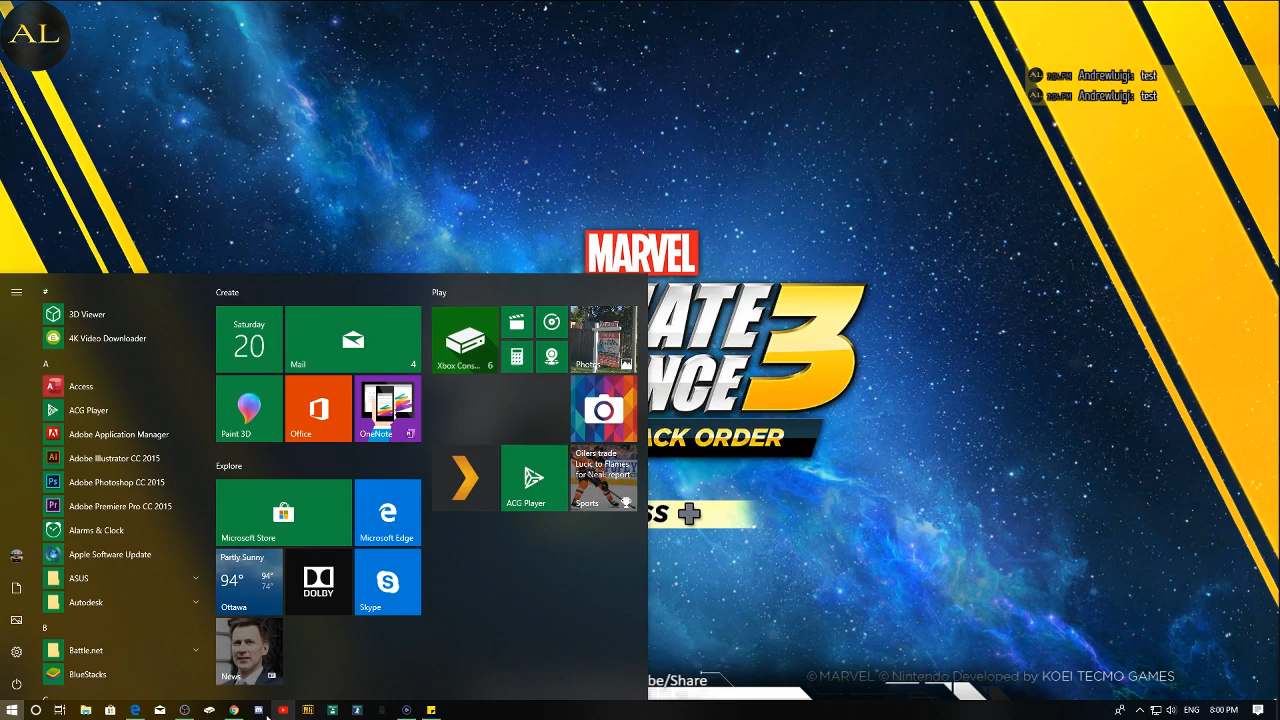 AL
Andrewluigi: test
Andrewluigi: test
MARVEL
ATE
3
NCE
ACK ORDER
SS +
be/Share
© MARVEL © Nintendo Developed by KOEI TECMO GAMES
#
3D Viewer
4K Video Downloader
A
Access
ACG Player
Adobe Application Manager
Adobe Illustrator CC 2015
Adobe Photoshop CC 2015
Adobe Premiere Pro CC 2015
Alarms & Clock
Apple Software Update
ASUS
Autodesk
B
Battle.net
BlueStacks
Create
Saturday
20
Mail
4
Paint 3D
Office
OneNote
Explore
Microsoft Store
Microsoft Edge
Partly Sunny
94°
94°
74°
Ottawa
DOLBY
Skype
News
Play
Xbox Cons...
6
Photos
ACG Player
Oilers trade
Lucic to Flames
for Neal: report
Sports
ENG
8:00 PM